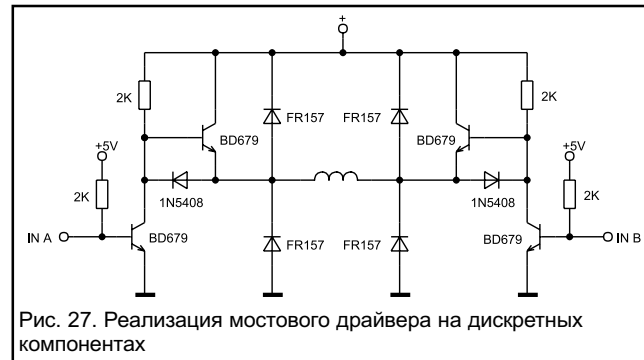 +
2K
2K
FR157
FR157
BD679
BD679
+5V
+5V
2K
2K
1N5408
1N5408
IN A
BD679
FR157
FR157
BD679
IN B
Рис. 27. Реализация мостового драйвера на дискретных
компонентах